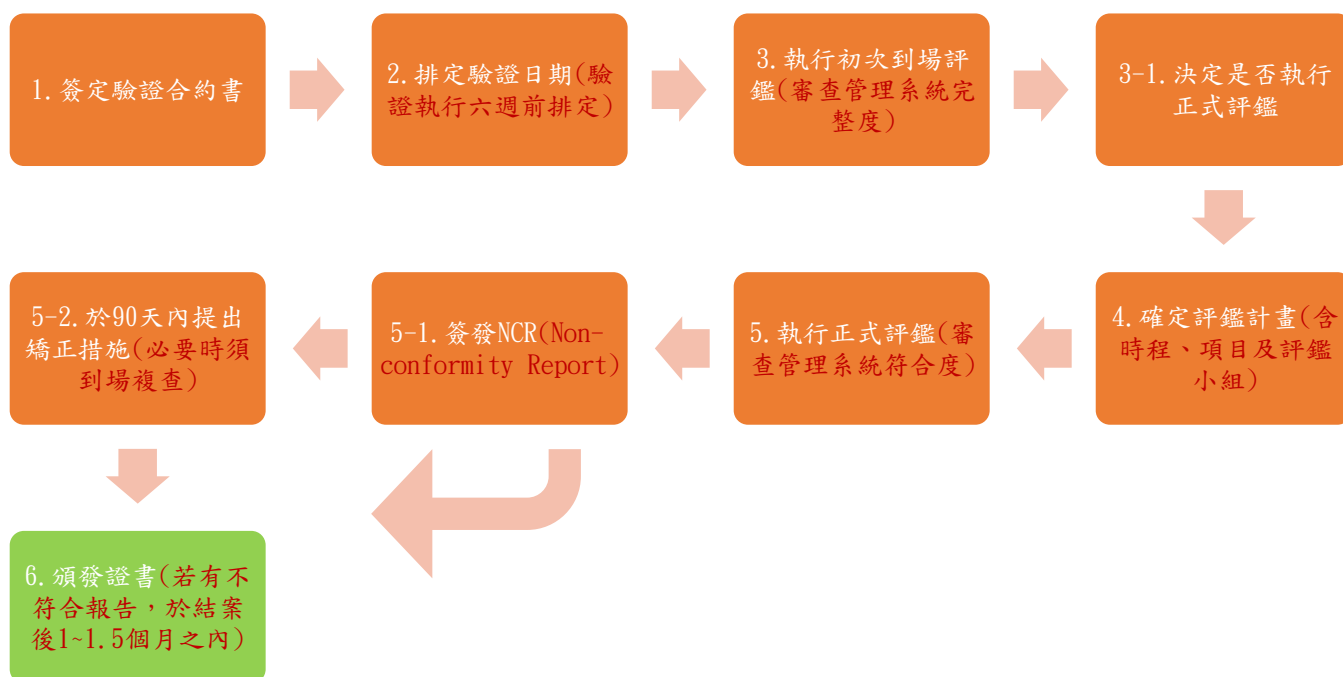 1.簽定驗證合約書
2.排定驗證日期(驗
證執行六週前排定)
3.執行初次到場評
鑑(審查管理系統完
整度)
3-1.決定是否執行
正式評鑑
4.確定評鑑計畫(含
時程、項目及評鑑
小組)
5.執行正式評鑑(審
查管理系統符合度)
5-1.簽發NCR(Non-
conformity Report)
5-2.於90天內提出
矯正措施(必要時須
到場複查)
6.頒發證書(若有不
符合報告，於結案
後1~1.5個月之內)